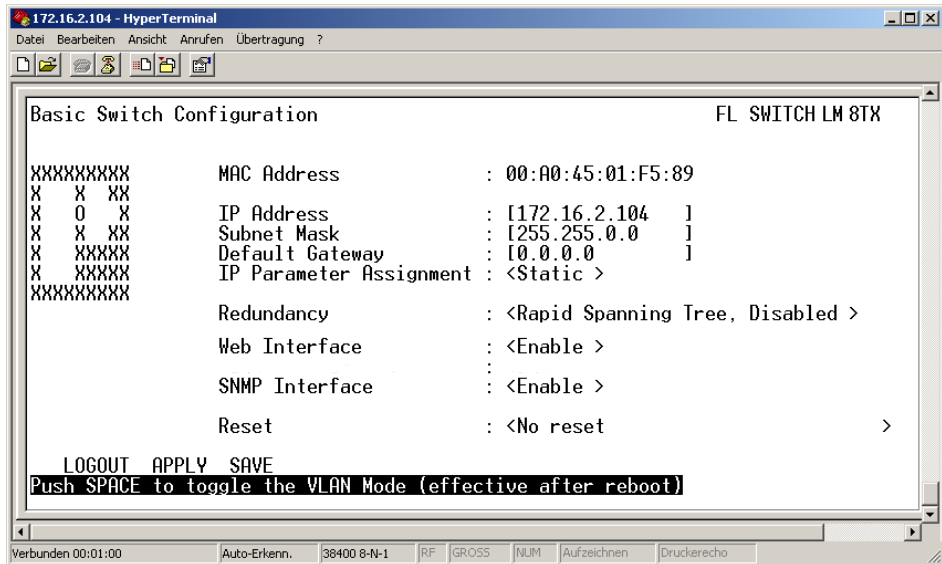 172.16.2.104 - HyperTerminal
Datei Bearbeiten Ansicht Anrufen Übertragung ?
Basic Switch Configuration FL SWITCH LM 8TX
XXXXXXXXX MAC Address : 00:A0:45:01:F5:89
X X XX
X O X IP Address : [172.16.2.104 ]
X X XX Subnet Mask : [255.255.0.0 ]
X XXXXX Default Gateway : [0.0.0.0 ]
X XXXXX IP Parameter Assignment : <Static >
XXXXXXXXX
Redundancy : <Rapid Spanning Tree, Disabled >
Web Interface : <Enable >
:
SNMP Interface : <Enable >
Reset : <No reset >
LOGOUT APPLY SAVE
Push SPACE to toggle the VLAN Mode (effective after reboot)
Verbunden 00:01:00 Auto-Erkenn. 38400 8-N-1 RF GROSS NUM Aufzeichnen Druckerecho